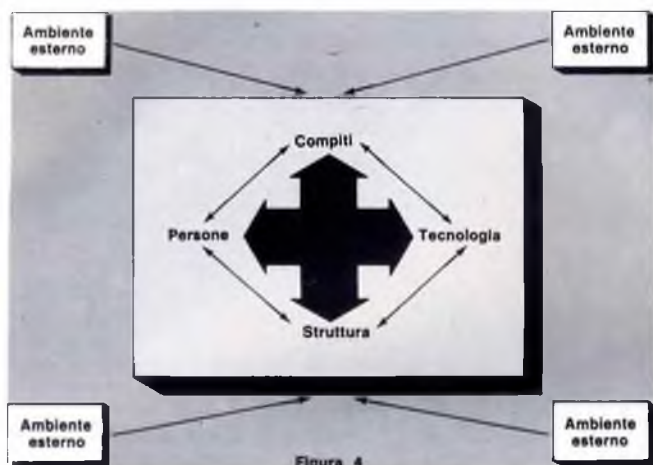 Ambiente
esterno
Ambiente
esterno
Compiti
Persone
Tecnologia
Struttura
Ambiente
esterno
Ambiente
esterno
Figura 4